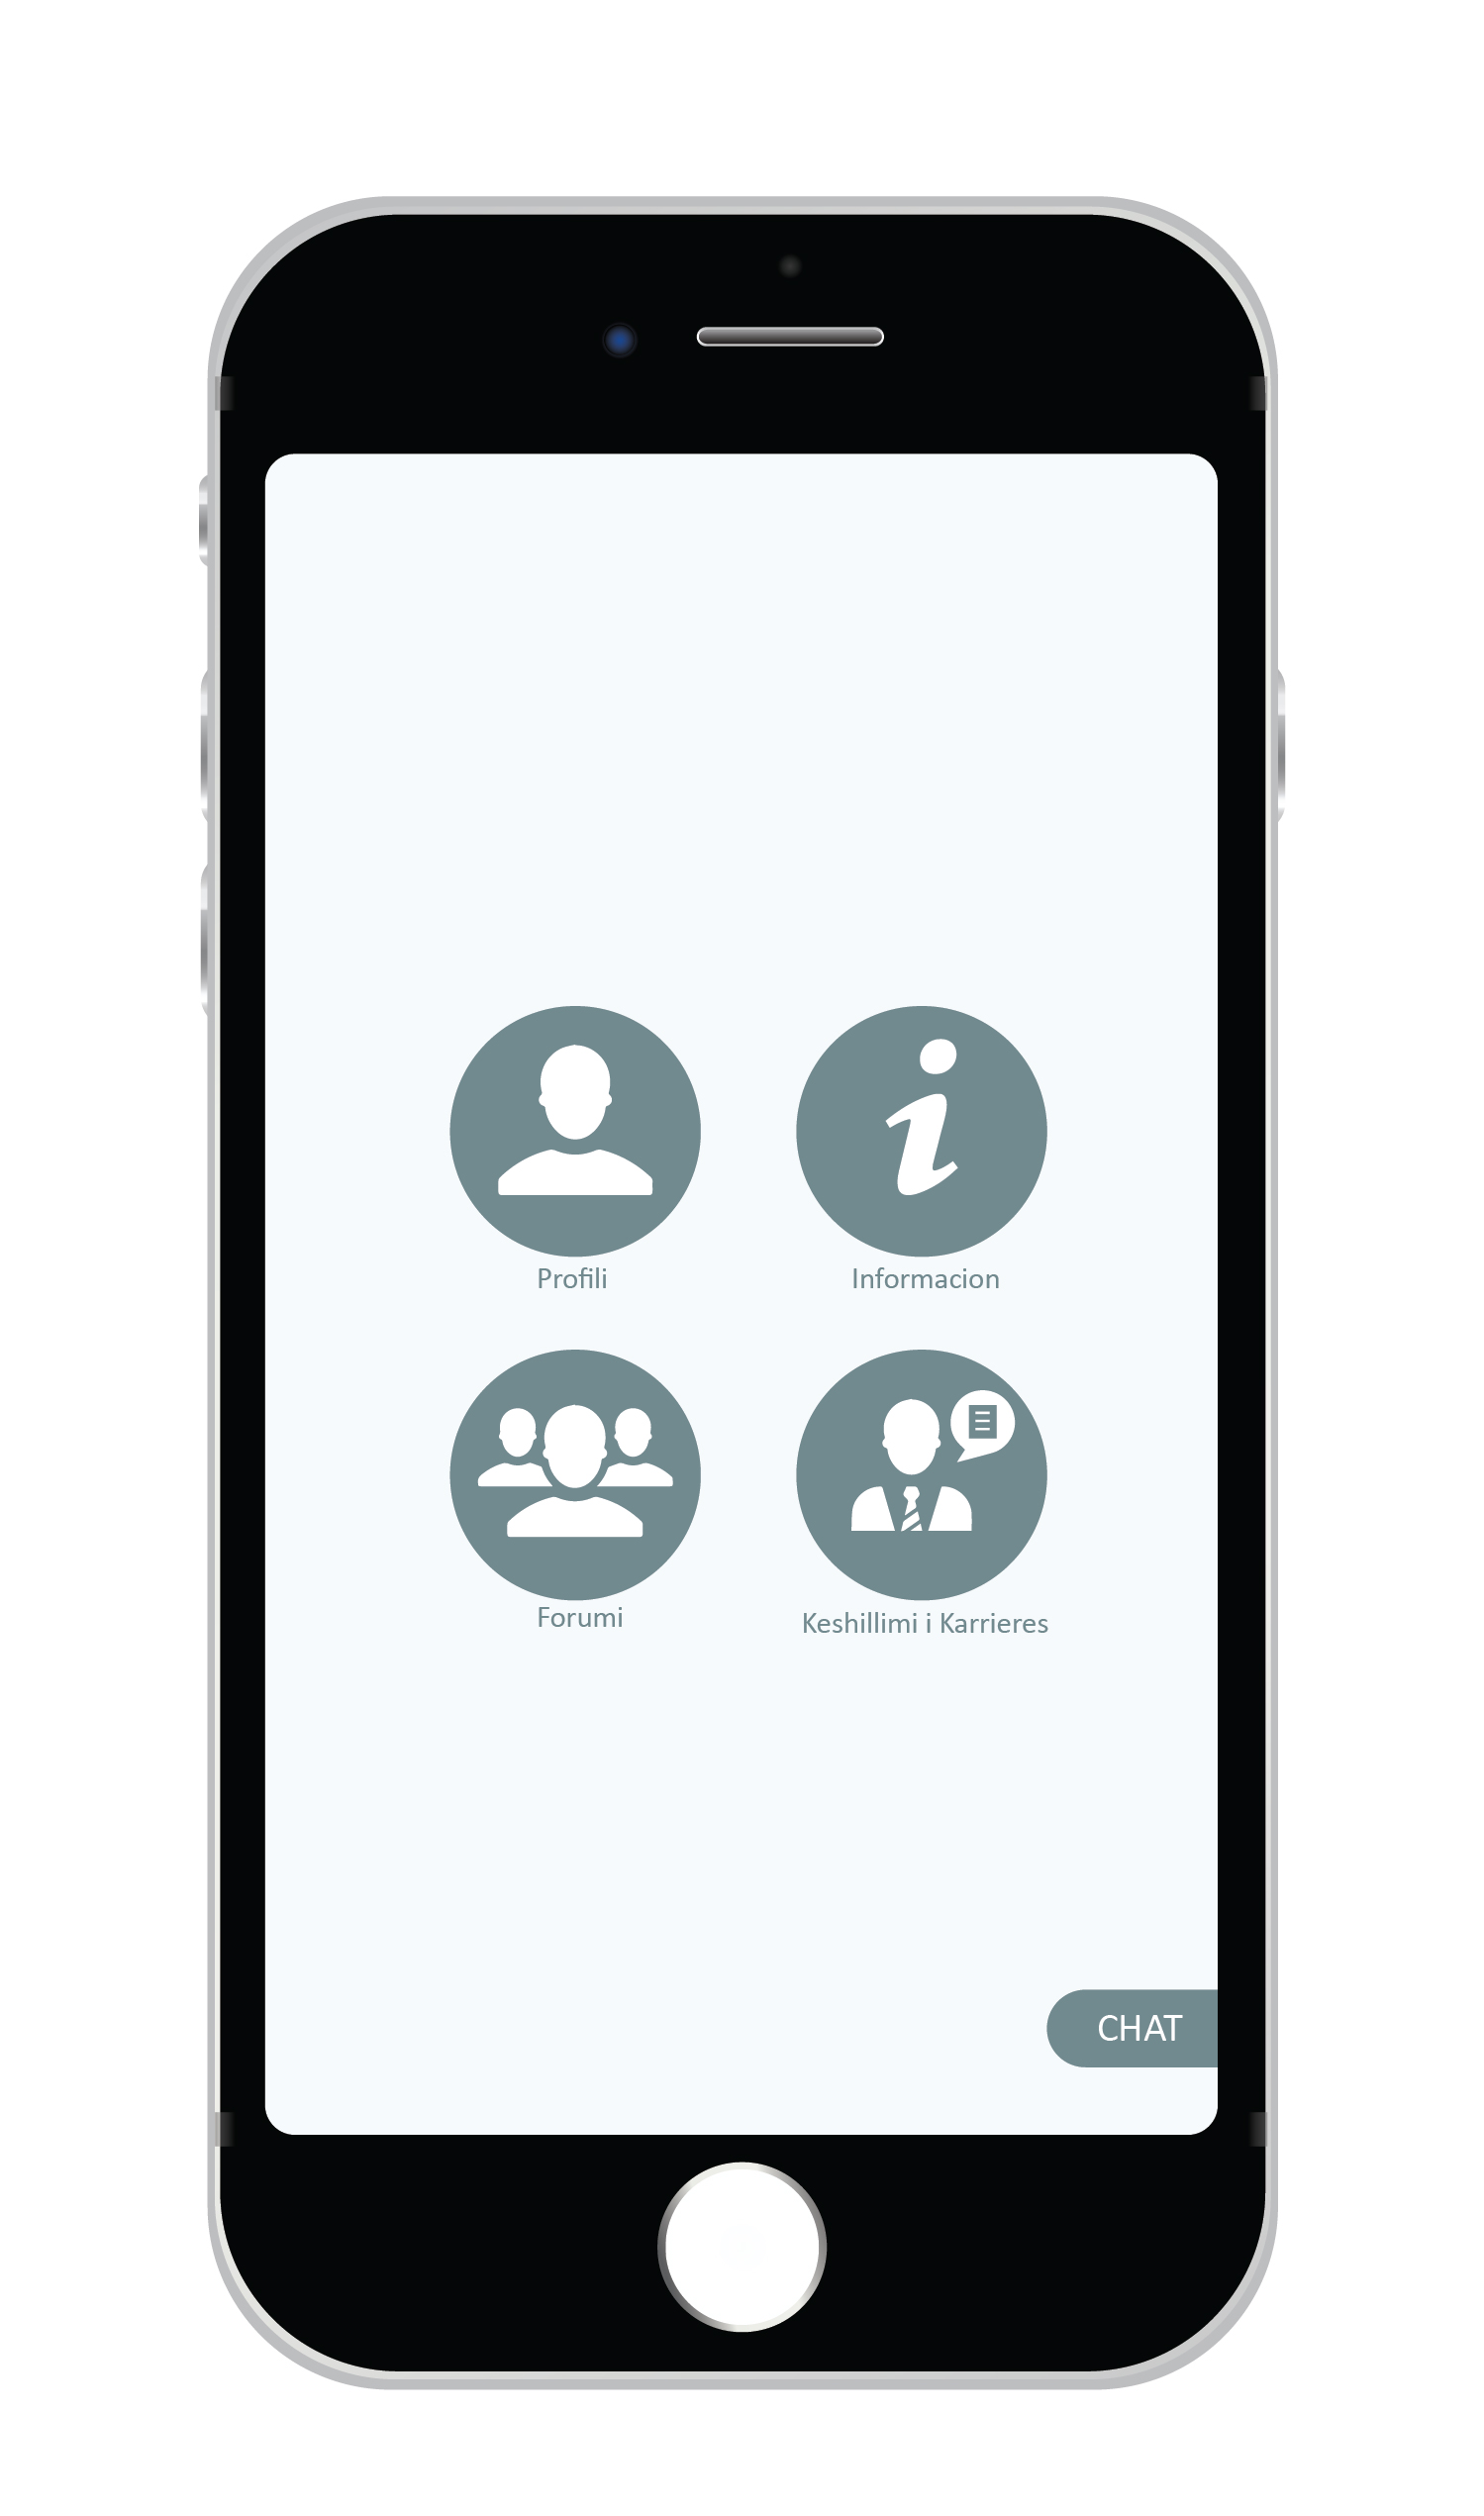 Profili
Informacion
Forumi
Keshillimi i Karrieres
CHAT